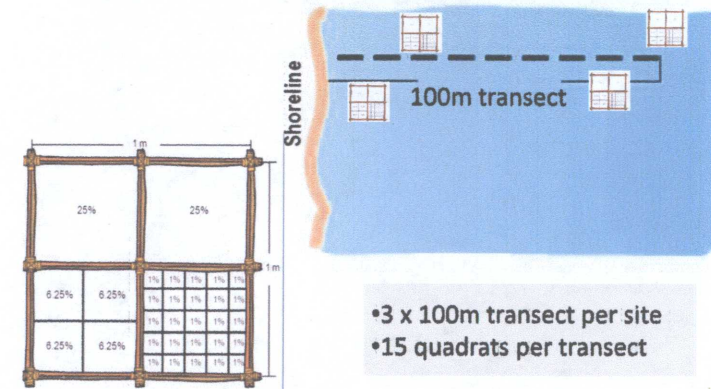 Shoreline
100m transect
1 m
25% 25%
1 m
6.25% 6.25%
6.25% 6.25%
1% 1% 1% 1% 1%
1% 1% 1% 1% 1%
1% 1% 1% 1% 1%
1% 1% 1% 1% 1%
1% 1% 1% 1% 1%
•3 x 100m transect per site
•15 quadrats per transect